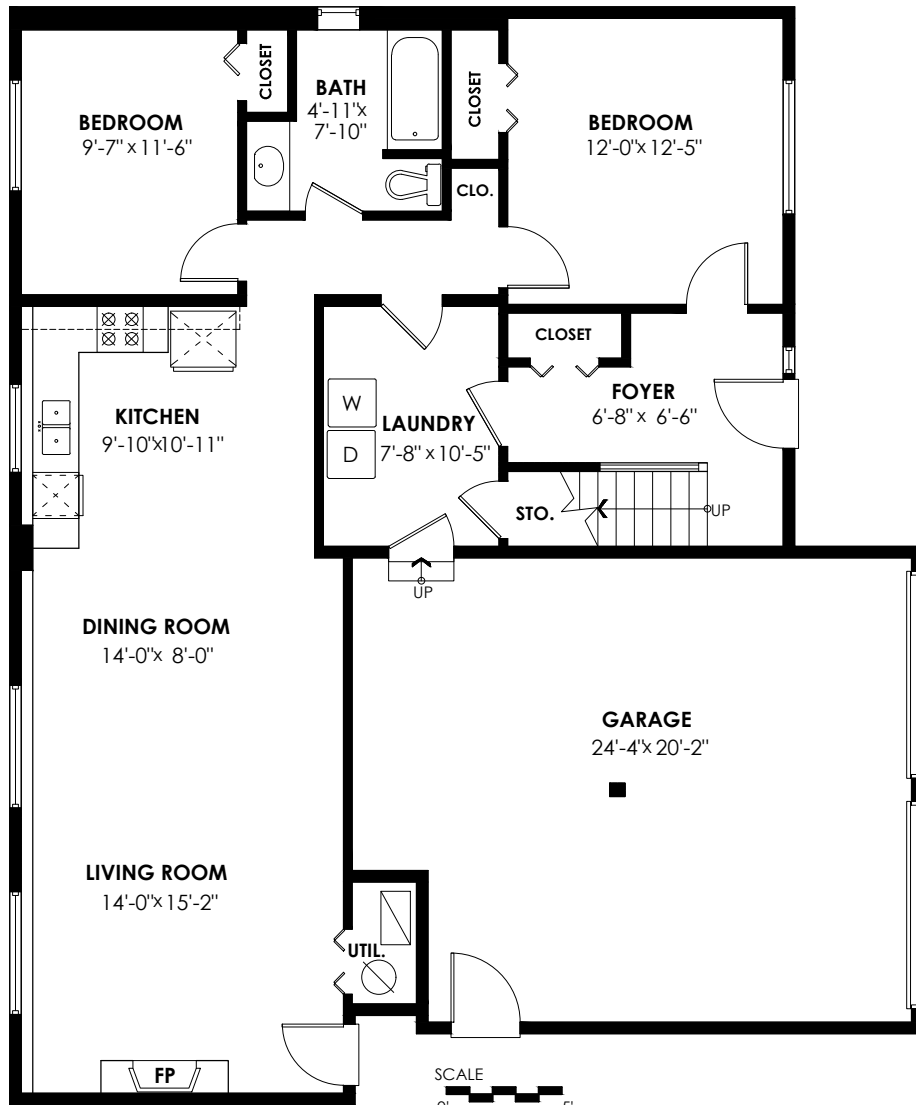 BEDROOM
9'-7" x 11'-6"
CLOSET
BATH
4'-11"x
7'-10"
CLOSET
BEDROOM
12'-0" x 12'-5"
CLO.
KITCHEN
9'-10"x10'-11"
W
D
LAUNDRY
7'-8" x 10'-5"
CLOSET
FOYER
6'-8" x 6'-6"
STO.
UP
UP
DINING ROOM
14'-0"x 8'-0"
GARAGE
24'-4"x 20'-2"
LIVING ROOM
14'-0"x 15'-2"
UTIL.
FP
SCALE